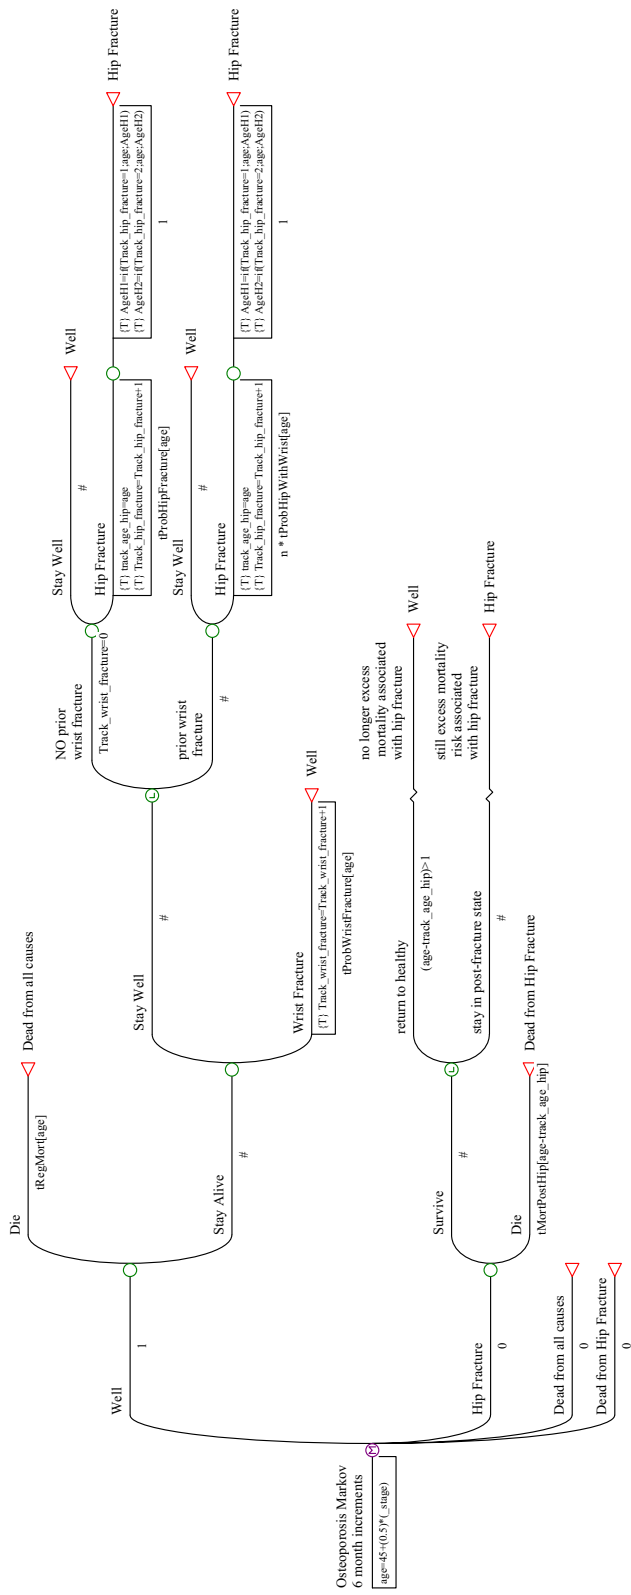 Osteoporosis Markov
6 month increments
age=45+(0.5)*(_stage)
Well
1
Die
tRegMort[age]
Dead from all causes
Stay Alive
#
Stay Well
#
NO prior
wrist fracture
Track_wrist_fracture=0
Stay Well
#
Well
Hip Fracture
{T} track_age_hip=age
{T} Track_hip_fracture=Track_hip_fracture+1
tProbHipFracture[age]
{T} AgeH1=if(Track_hip_fracture=1;age;AgeH1)
{T} AgeH2=if(Track_hip_fracture=2;age;AgeH2)
1
Hip Fracture
prior wrist
fracture
#
Stay Well
#
Well
Hip Fracture
{T} track_age_hip=age
{T} Track_hip_fracture=Track_hip_fracture+1
n * tProbHipWithWrist[age]
{T} AgeH1=if(Track_hip_fracture=1;age;AgeH1)
{T} AgeH2=if(Track_hip_fracture=2;age;AgeH2)
1
Hip Fracture
Wrist Fracture
{T} Track_wrist_fracture=Track_wrist_fracture+1
tProbWristFracture[age]
Well
Hip Fracture
0
Survive
#
return to healthy
(age-track_age_hip)>1
no longer excess
mortality associated
with hip fracture
Well
stay in post-fracture state
#
still excess mortality
risk associated
with hip fracture
Hip Fracture
Die
tMortPostHip[age-track_age_hip]
Dead from Hip Fracture
Dead from all causes
0
Dead from Hip Fracture
0